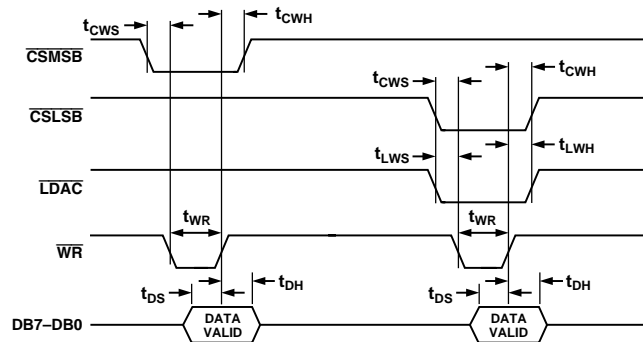 tCWS
tCWH
CSMSB
tCWS
tCWH
CSLSB
tLWS
tLWH
LDAC
tWR
tWR
WR
tDS
tDH
tDS
tDH
DB7–DB0
DATA
VALID
DATA
VALID